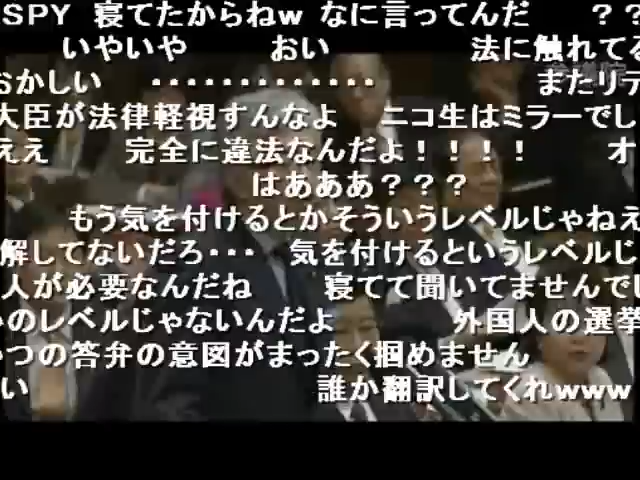 SPY 寝てたからねw なに言ってんだ ？？
いやいや おい 法に触れてる
おかしい ・・・・・・・・・・・・・ またリテ
大臣が法律軽視すんなよ ニコ生はミラーでし
ええ 完全に違法なんだよ！！！！ オ
はあああ？？？
もう気を付けるとかそういうレベルじゃねえ
解してないだろ・・・ 気を付けるというレベルじ
人が必要なんだね 寝てて聞いてませんでし
のレベルじゃないんだよ 外国人の選挙
つの答弁の意図がまったく掴めません
い 誰か翻訳してくれwww